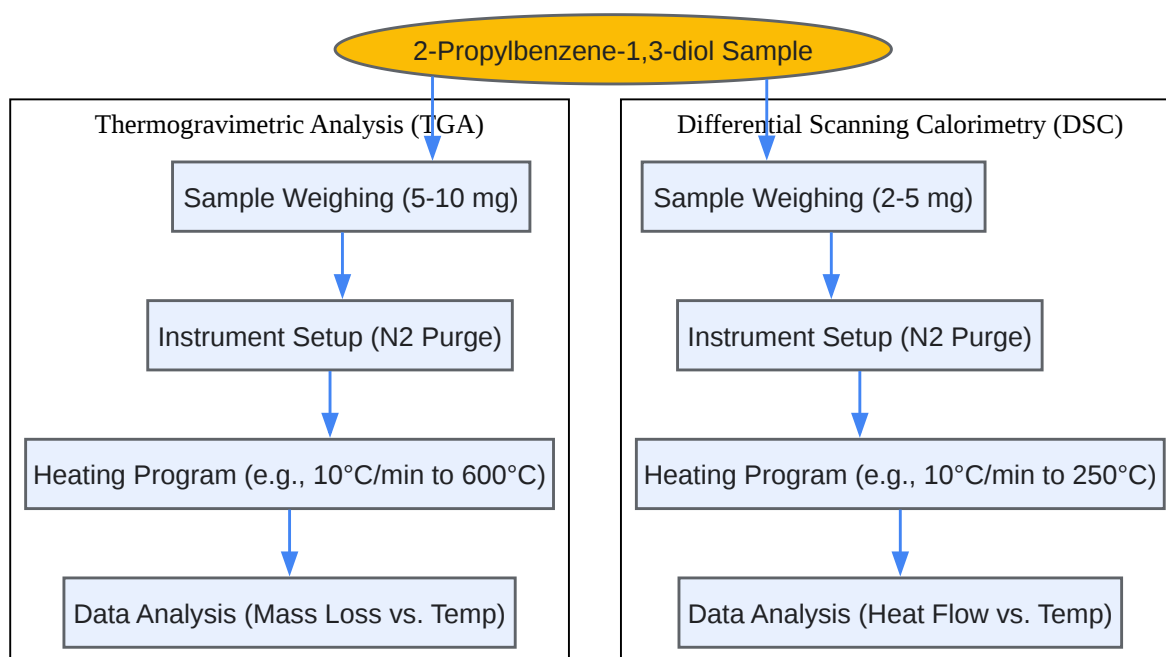 2-Propylbenzene-1,3-diol Sample
Thermogravimetric Analysis (TGA)
Sample Weighing (5-10 mg)
Instrument Setup (N2 Purge)
Heating Program (e.g., 10°C/min to 600°C)
Data Analysis (Mass Loss vs. Temp)
Differential Scanning Calorimetry (DSC)
Sample Weighing (2-5 mg)
Instrument Setup (N2 Purge)
Heating Program (e.g., 10°C/min to 250°C)
Data Analysis (Heat Flow vs. Temp)